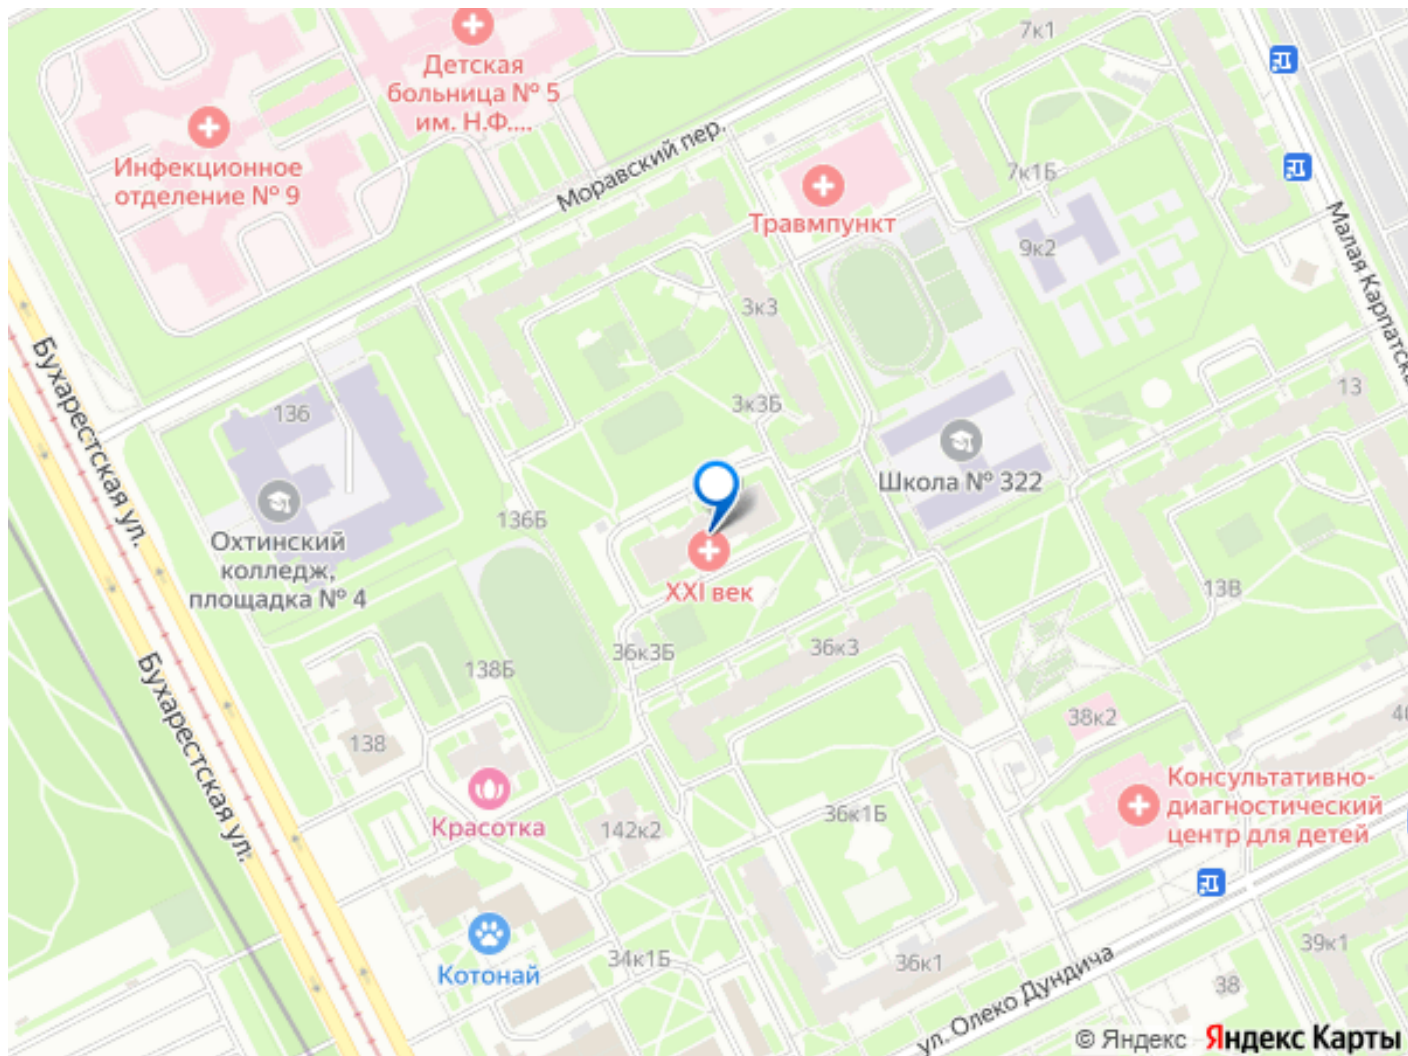 7к1
Детская
больница № 5
им. Н.Ф....
Инфекционное
отделение № 9
Моравский пер.
7к1Б
Травмпункт
9к2
Малая Карпатска
3к3
Бухарестская ул.
136
3к3Б
13
Школа № 322
136Б
Охтинский
колледж,
площадка № 4
XXI век
13В
36к3Б
36к3
138Б
Бухарестская ул.
38к2
40
138
Консультативно-
диагностический
центр для детей
Красотка
142к2
36к1Б
Котонай
34к1Б
36к1
39к1
38
ул. Олеко Дундича
© Яндекс Яндекс Карты